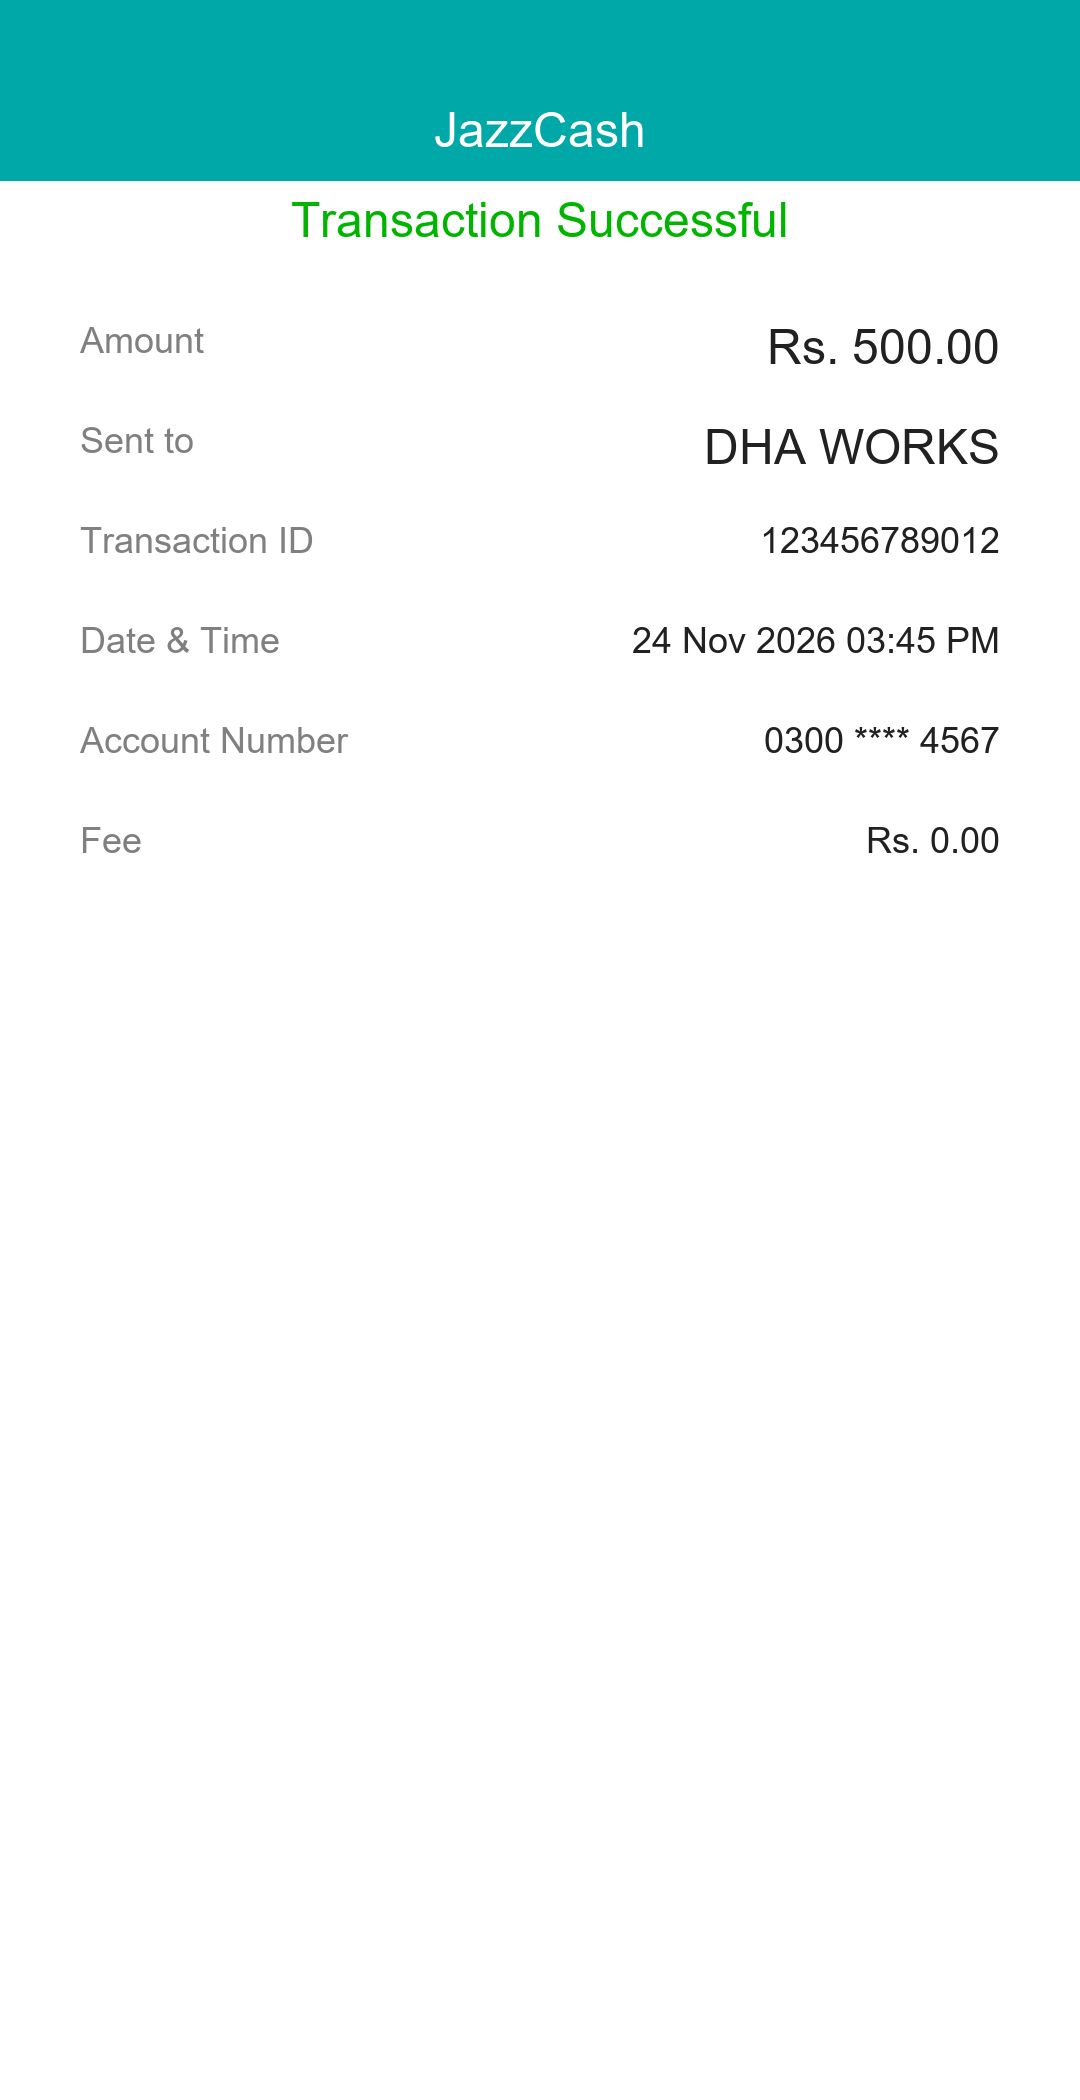 JazzCash
Transaction Successful
Amount Rs. 500.00
Sent to DHA WORKS
Transaction ID 123456789012
Date & Time 24 Nov 2026 03:45 PM
Account Number 0300 **** 4567
Fee Rs. 0.00